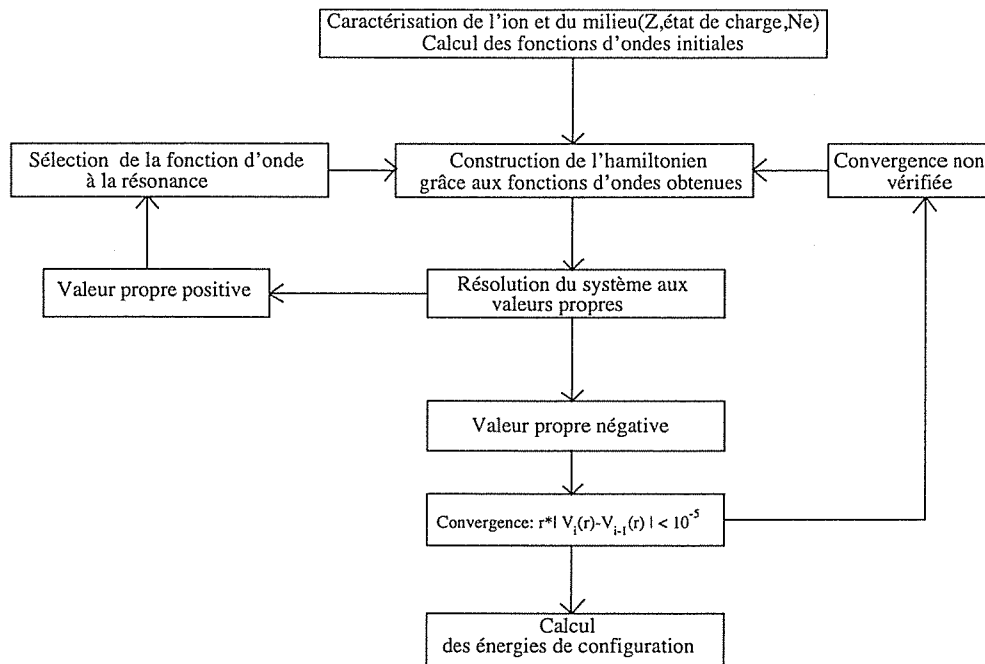 Caractérisation de l'ion et du milieu(Z,état de charge,Ne)
Calcul des fonctions d'ondes initiales
Sélection de la fonction d'onde
à la résonance
Construction de l'hamiltonien
grâce aux fonctions d'ondes obtenues
Convergence non
vérifiée
Valeur propre positive
Résolution du système aux
valeurs propres
Valeur propre négative
Convergence: r*| V_i(r)-V_{i-1}(r) | < 10^{-5}
Calcul
des énergies de configuration